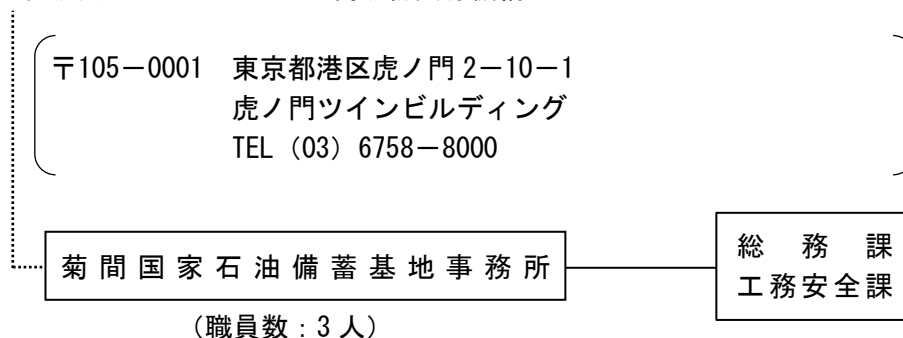 〒105－0001　東京都港区虎ノ門 2－10－1
虎ノ門ツインビルディング
TEL（03）6758－8000
菊間国家石油備蓄基地事務所
総務課
工務安全課
（職員数：3 人）